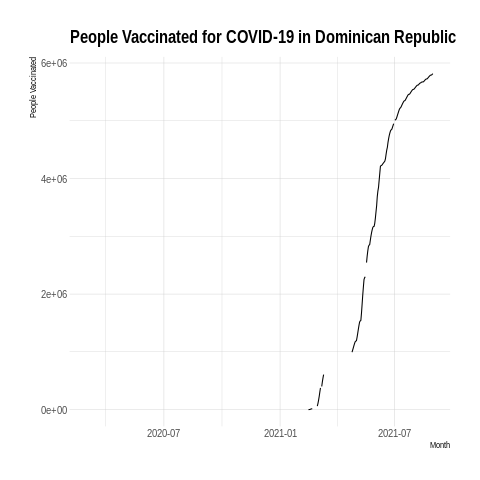 People Vaccinated for COVID-19 in Dominican Republic
People Vaccinated
6e+06
4e+06
2e+06
0e+00
2020-07
2021-01
2021-07
Month